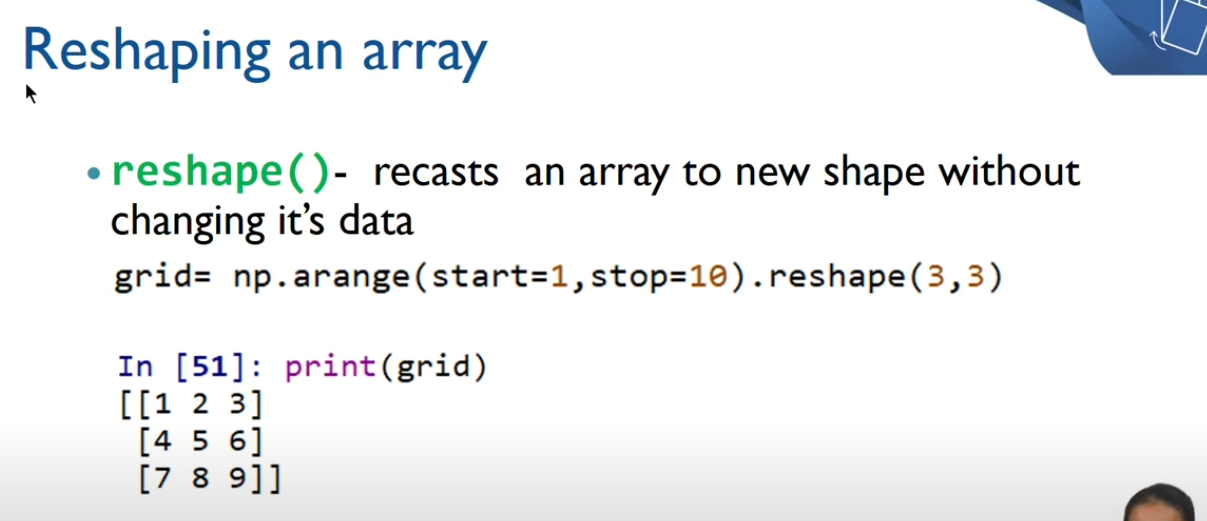 Reshaping an array
• reshape()- recasts an array to new shape without
changing it’s data
grid= np.arange(start=1,stop=10).reshape(3,3)
In [51]: print(grid)
[[1 2 3]
 [4 5 6]
 [7 8 9]]